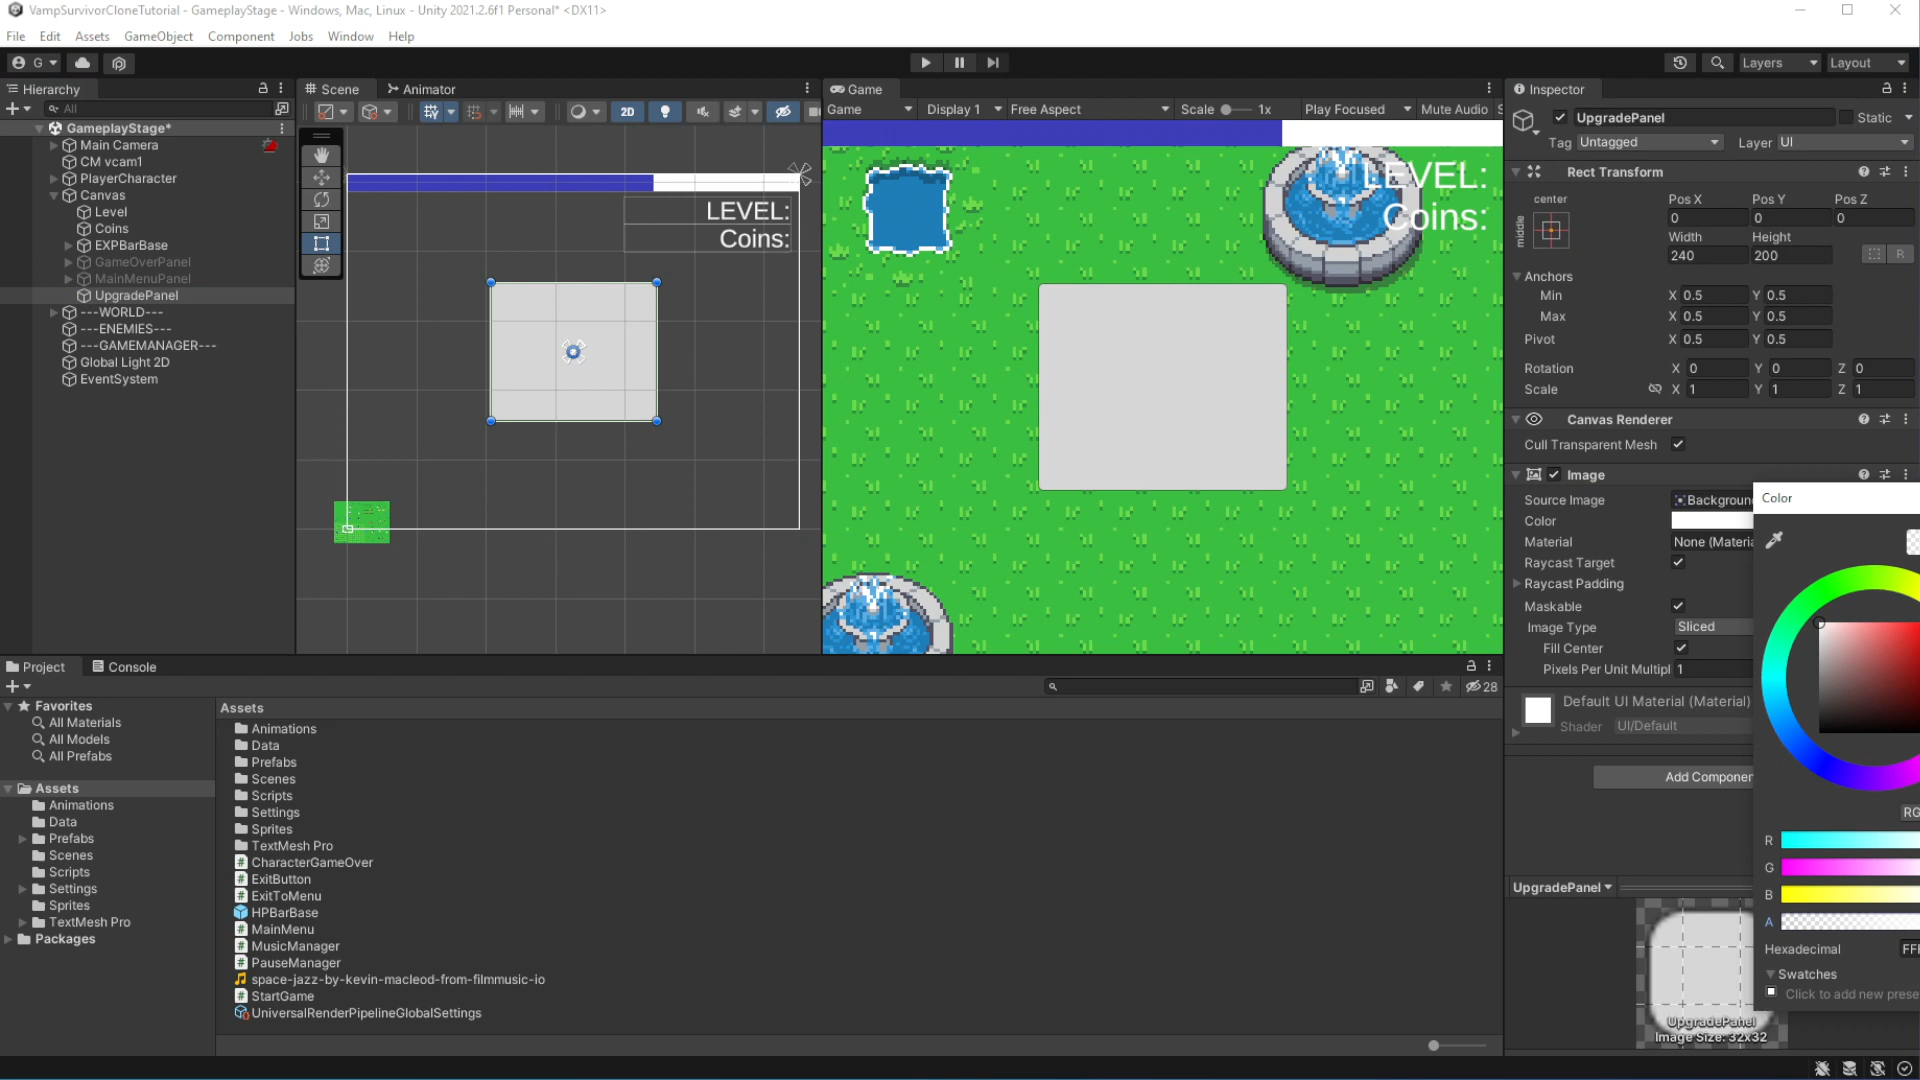 VampSurvivorCloneTutorial - GameplayStage - Windows, Mac, Linux - Unity 2021.2.6f1 Personal* <DX11>
File Edit Assets GameObject Component Jobs Window Help
G Layers Layout
Hierarchy
All
GameplayStage*
Main Camera
CM vcam1
PlayerCharacter
Canvas
Level
Coins
EXPBarBase
GameOverPanel
MainMenuPanel
UpgradePanel
---WORLD---
---ENEMIES---
---GAMEMANAGER---
Global Light 2D
EventSystem
Scene Animator
2D
LEVEL:
Coins:
Game
Game Display 1 Free Aspect Scale 1x Play Focused Mute Audio S
LEVEL:
Coins:
Inspector
UpgradePanel Static
Tag Untagged Layer UI
Rect Transform
center
middle
Pos X Pos Y Pos Z
0 0 0
Width Height
240 200 R
Anchors
Min X 0.5 Y 0.5
Max X 0.5 Y 0.5
Pivot X 0.5 Y 0.5
Rotation X 0 Y 0 Z 0
Scale X 1 Y 1 Z 1
Canvas Renderer
Cull Transparent Mesh
Image
Source Image Backgroun
Color
Material None (Materia
Raycast Target
Raycast Padding
Maskable
Image Type Sliced
Fill Center
Pixels Per Unit Multipl 1
Default UI Material (Material)
Shader UI/Default
Add Componen
UpgradePanel
UpgradePanel
Image Size: 32x32
Color
RG
R
G
B
A
Hexadecimal FFF
Swatches
Click to add new prese
Project Console
28
Favorites
All Materials
All Models
All Prefabs
Assets
Animations
Data
Prefabs
Scenes
Scripts
Settings
Sprites
TextMesh Pro
Packages
Assets
Animations
Data
Prefabs
Scenes
Scripts
Settings
Sprites
TextMesh Pro
CharacterGameOver
ExitButton
ExitToMenu
HPBarBase
MainMenu
MusicManager
PauseManager
space-jazz-by-kevin-macleod-from-filmmusic-io
StartGame
UniversalRenderPipelineGlobalSettings